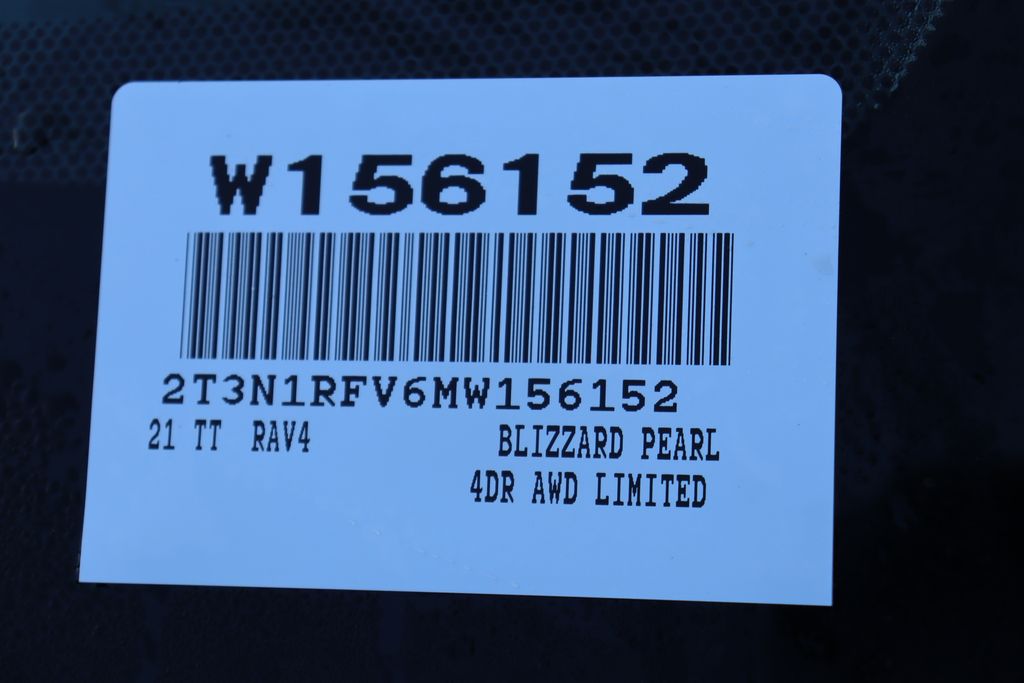 W156152
2T3N1RFV6MW156152
21 TT RAV4 BLIZZARD PEARL
4DR AWD LIMITED